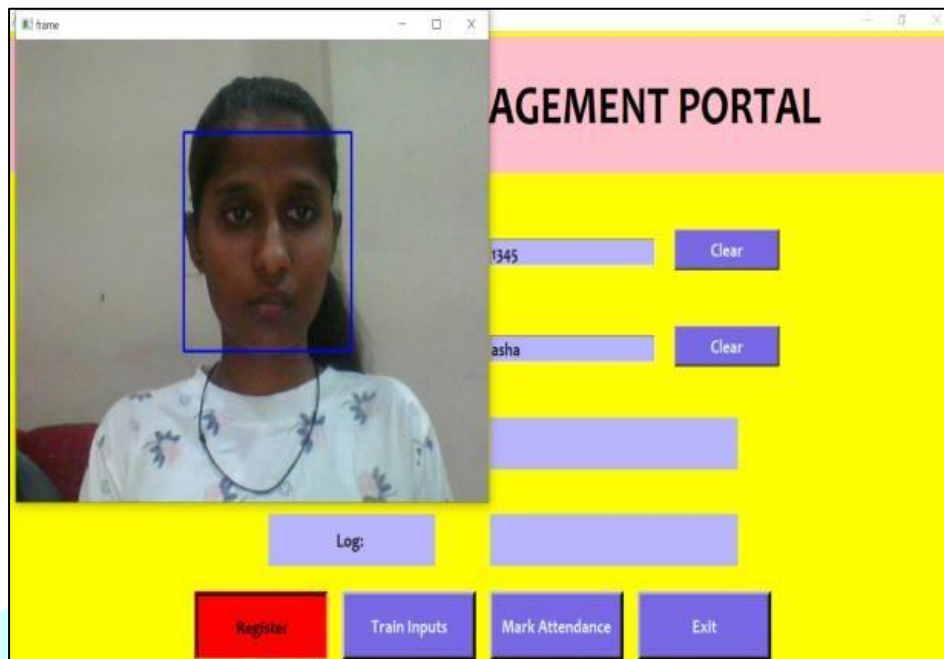 frame
AGEMENT PORTAL
1345
Clear
asha
Clear
Log:
Register
Train Inputs
Mark Attendance
Exit